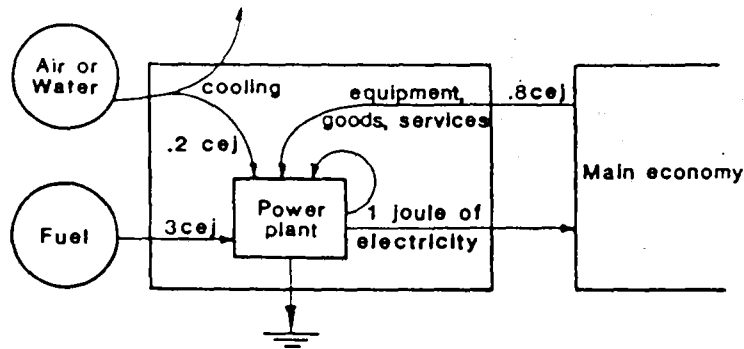 Air or
Water
cooling
equipment,
goods, services
.8cej
.2 cej
Main economy
Fuel
3cej
Power
plant
1 joule of
electricity